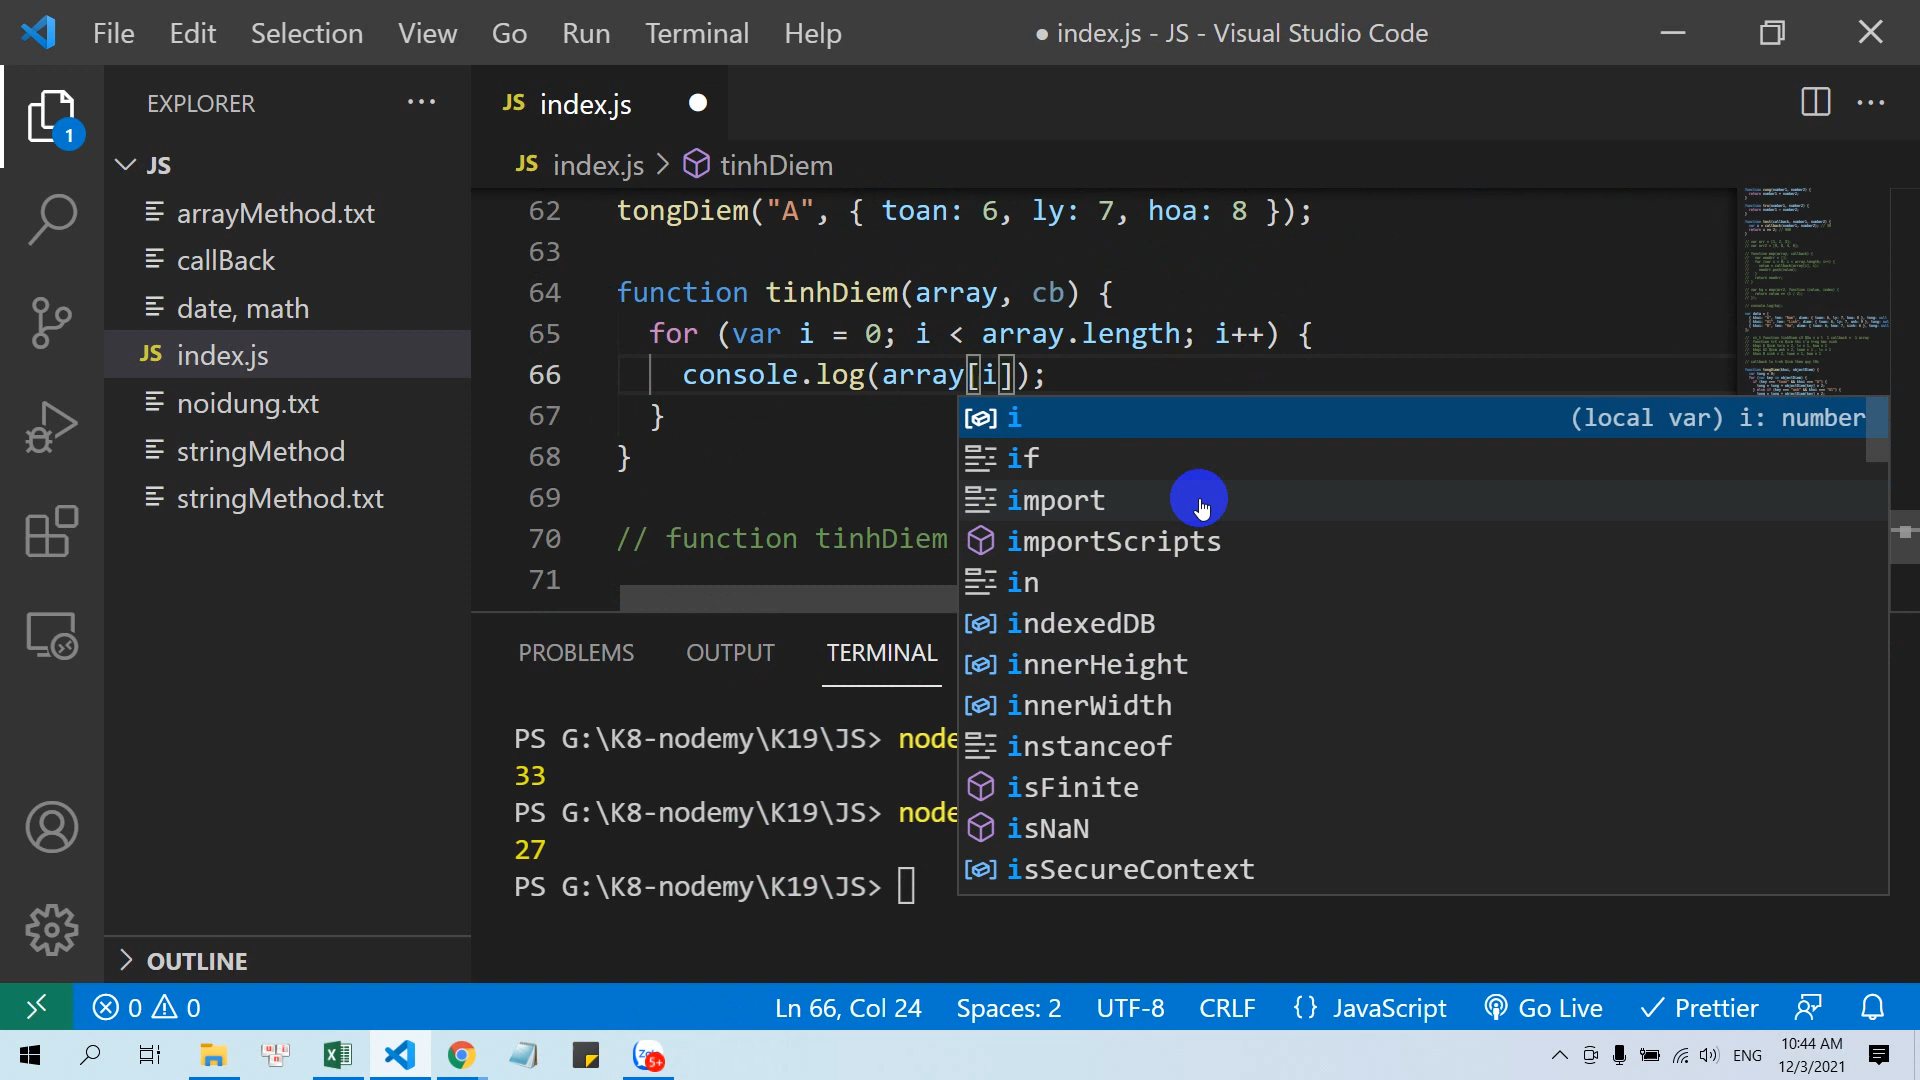 File Edit Selection View Go Run Terminal Help
● index.js - JS - Visual Studio Code
EXPLORER
JS index.js
1
JS index.js > tinhDiem
JS
arrayMethod.txt
callBack
date, math
JS index.js
noidung.txt
stringMethod
stringMethod.txt
OUTLINE
62 tongDiem("A", { toan: 6, ly: 7, hoa: 8 });
63
64 function tinhDiem(array, cb) {
65 for (var i = 0; i < array.length; i++) {
66 console.log(array[i]);
67 }
68 }
69
70 // function tinhDiem
71
i (local var) i: number
if
import
importScripts
in
indexedDB
innerHeight
innerWidth
instanceof
isFinite
isNaN
isSecureContext
PROBLEMS OUTPUT TERMINAL
PS G:\K8-nodemy\K19\JS> node
33
PS G:\K8-nodemy\K19\JS> node
27
PS G:\K8-nodemy\K19\JS>
0 0 Ln 66, Col 24 Spaces: 2 UTF-8 CRLF {} JavaScript Go Live Prettier
5+
ENG
10:44 AM
12/3/2021